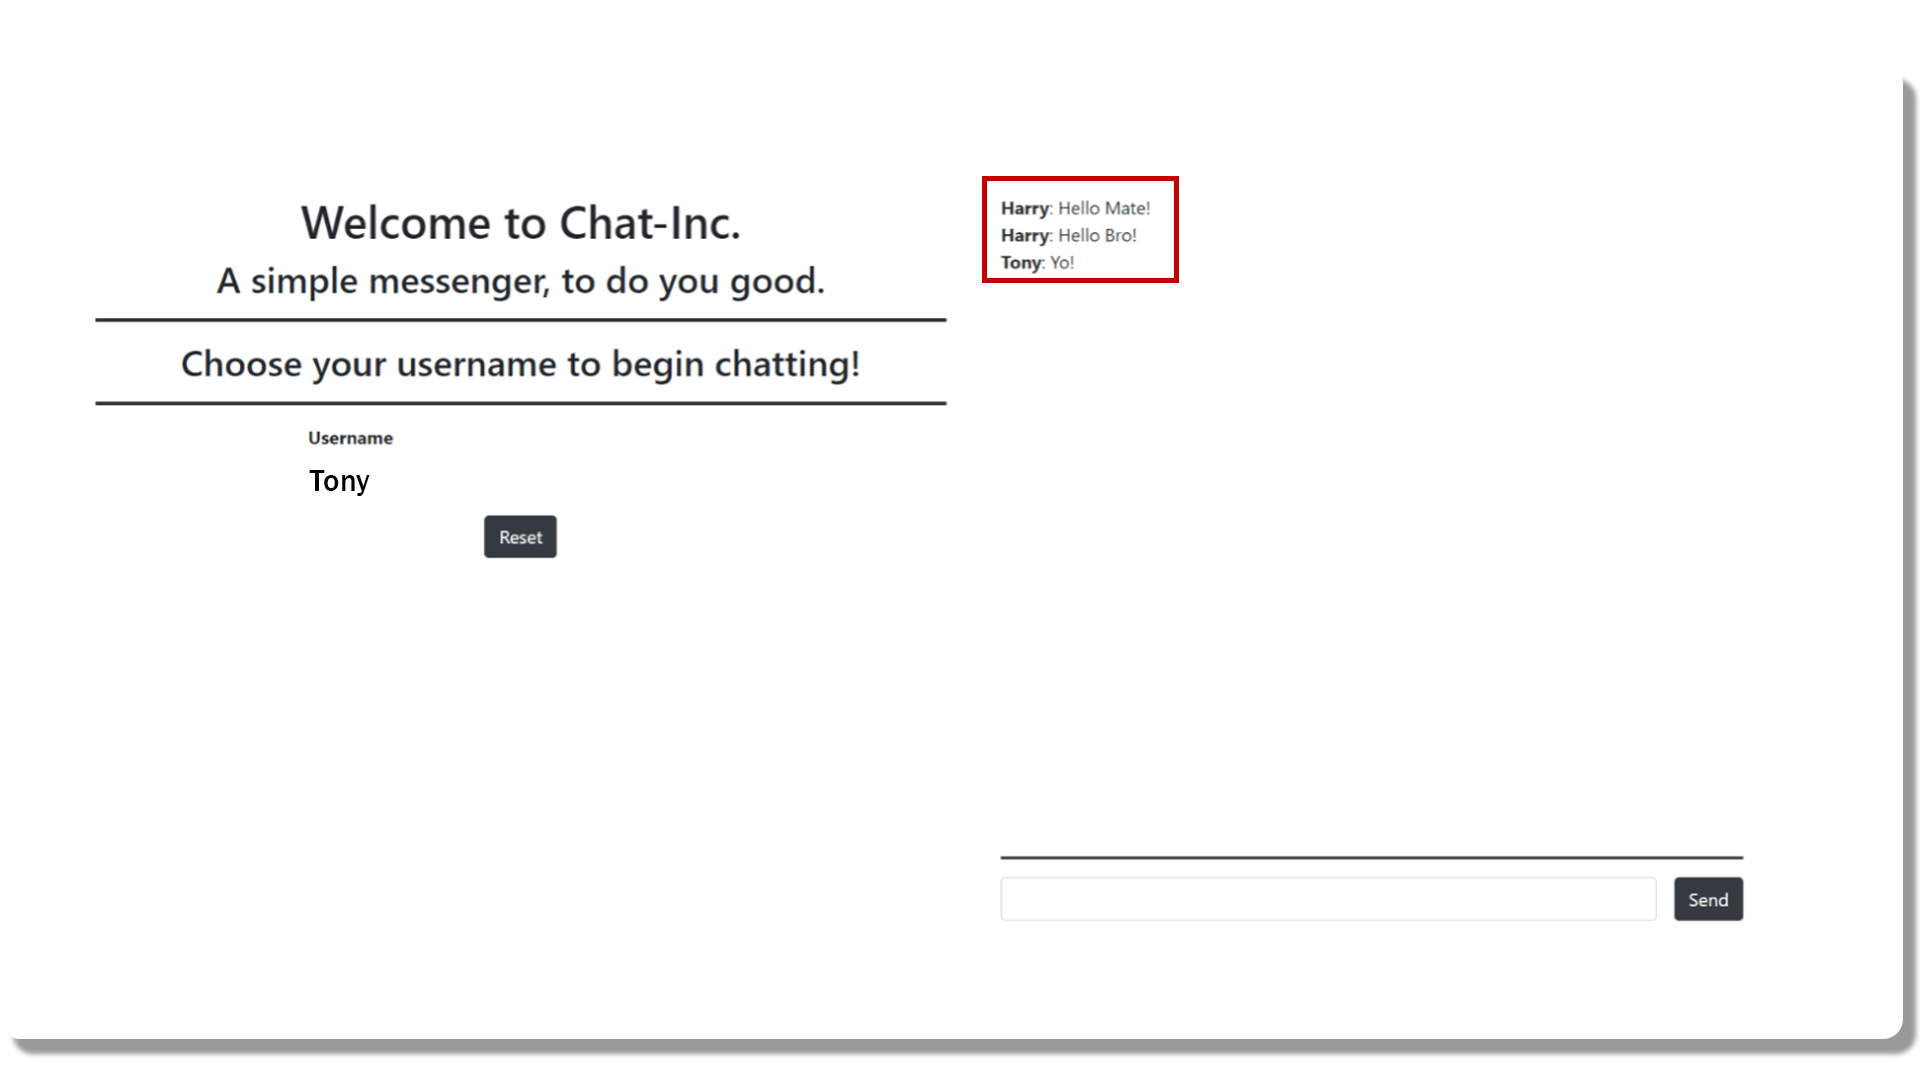 Welcome to Chat-Inc.
A simple messenger, to do you good.
Choose your username to begin chatting!
Username
Tony
Reset
Harry: Hello Mate!
Harry: Hello Bro!
Tony: Yo!
Send